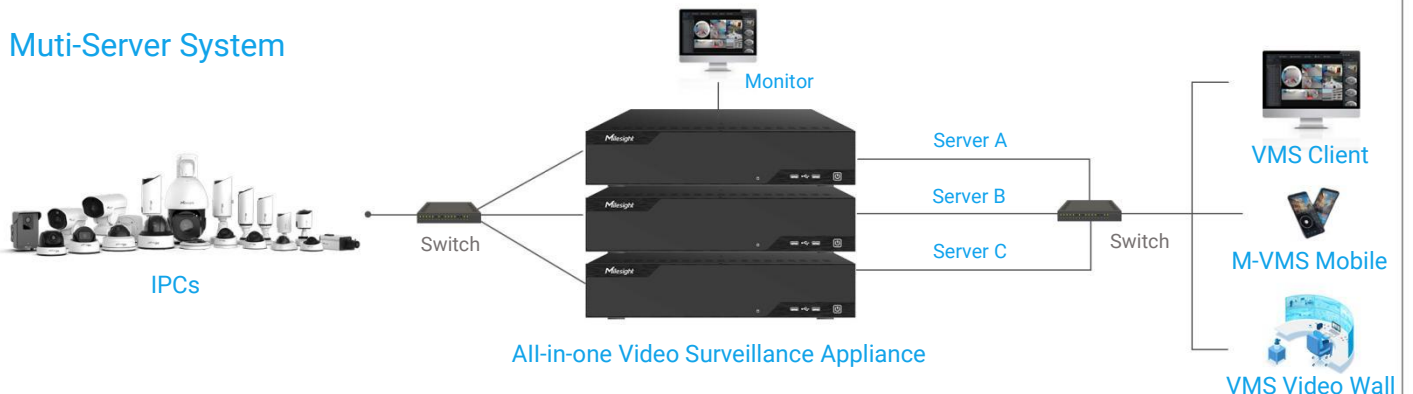 Muti-Server System
Monitor
Milesight
Milesight
Milesight
Server A
Server B
Server C
Switch
Switch
IPCs
All-in-one Video Surveillance Appliance
VMS Client
M-VMS Mobile
VMS Video Wall